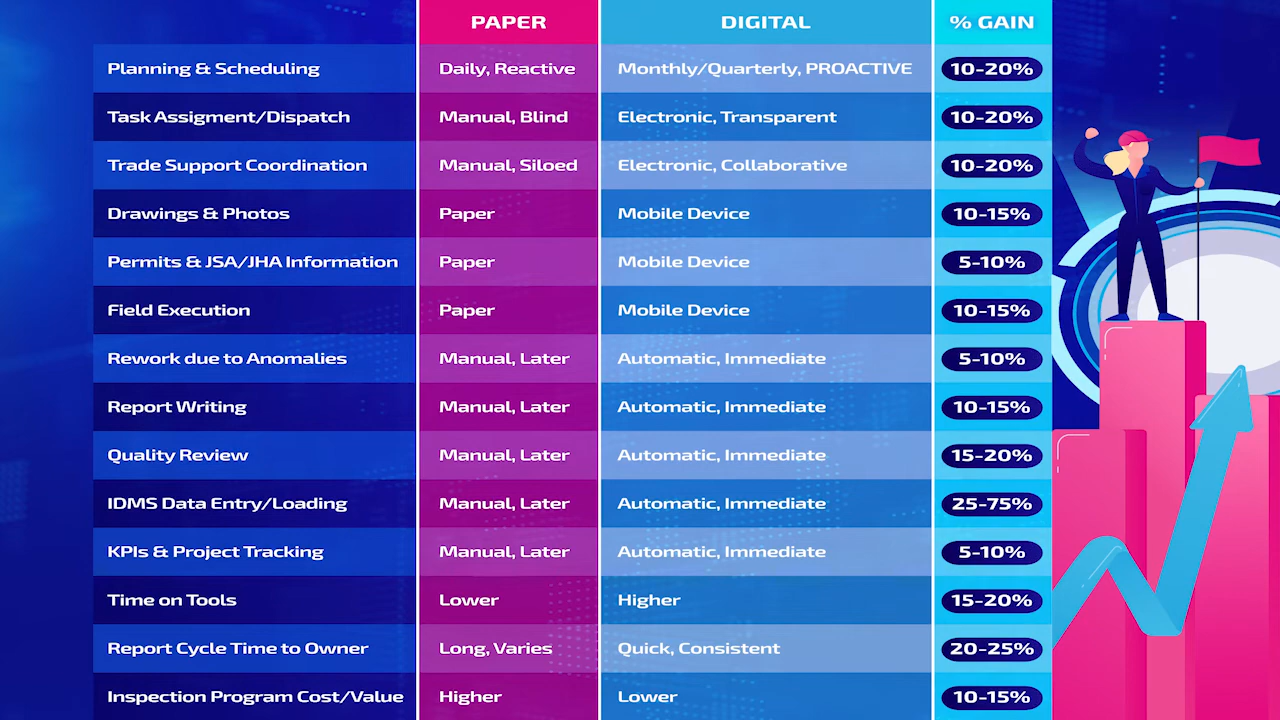 PAPER DIGITAL % GAIN
Planning & Scheduling Daily, Reactive Monthly/Quarterly, PROACTIVE 10-20%
Task Assigment/Dispatch Manual, Blind Electronic, Transparent 10-20%
Trade Support Coordination Manual, Siloed Electronic, Collaborative 10-20%
Drawings & Photos Paper Mobile Device 10-15%
Permits & JSA/JHA Information Paper Mobile Device 5-10%
Field Execution Paper Mobile Device 10-15%
Rework due to Anomalies Manual, Later Automatic, Immediate 5-10%
Report Writing Manual, Later Automatic, Immediate 10-15%
Quality Review Manual, Later Automatic, Immediate 15-20%
IDMS Data Entry/Loading Manual, Later Automatic, Immediate 25-75%
KPIs & Project Tracking Manual, Later Automatic, Immediate 5-10%
Time on Tools Lower Higher 15-20%
Report Cycle Time to Owner Long, Varies Quick, Consistent 20-25%
Inspection Program Cost/Value Higher Lower 10-15%